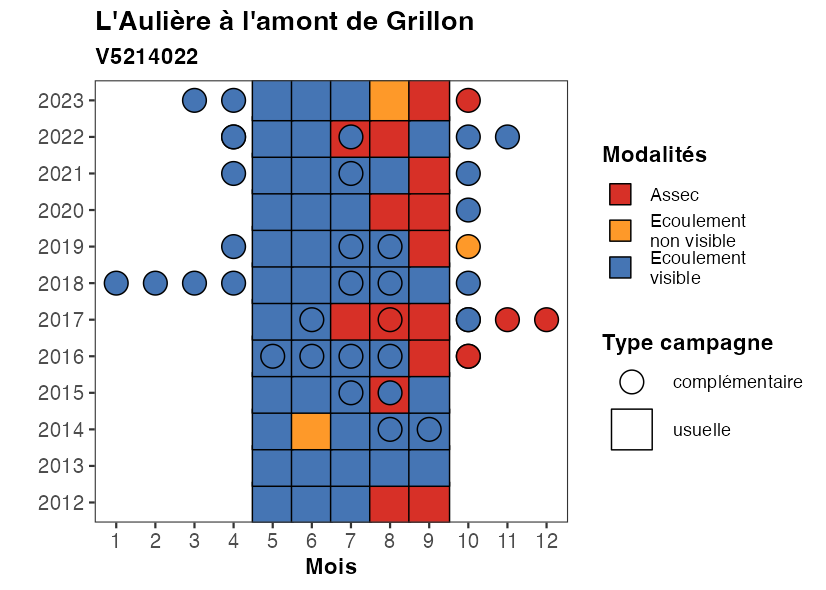 L'Aulière à l'amont de Grillon
V5214022
2023
2022
2021
2020
2019
2018
2017
2016
2015
2014
2013
2012
1 2 3 4 5 6 7 8 9 10 11 12
Mois
Modalités
Assec
Ecoulement
non visible
Ecoulement
visible
Type campagne
complémentaire
usuelle